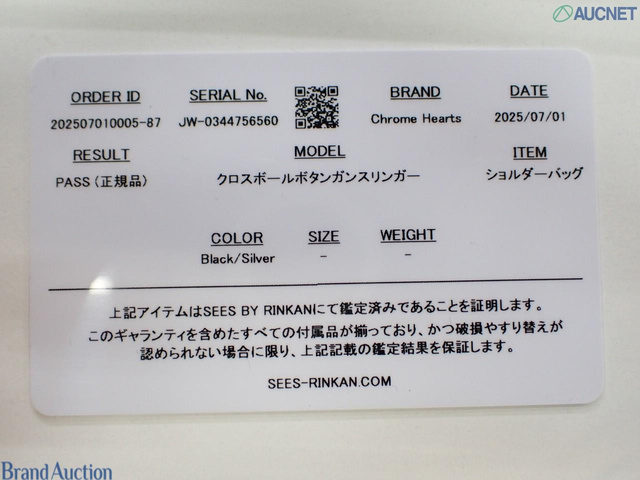 AUCNET
ORDER ID
202507010005-87
SERIAL No.
JW-0344756560
BRAND
Chrome Hearts
DATE
2025/07/01
RESULT
PASS (正規品)
MODEL
クロスボールボタンガンスリンガー
ITEM
ショルダーバッグ
COLOR
Black/Silver
SIZE
-
WEIGHT
-
上記アイテムはSEES BY RINKANにて鑑定済みであることを証明します。
このギャランティを含めたすべての付属品が揃っており、かつ破損やすり替えが
認められない場合に限り、上記記載の鑑定結果を保証します。
SEES-RINKAN.COM
Brand Auction